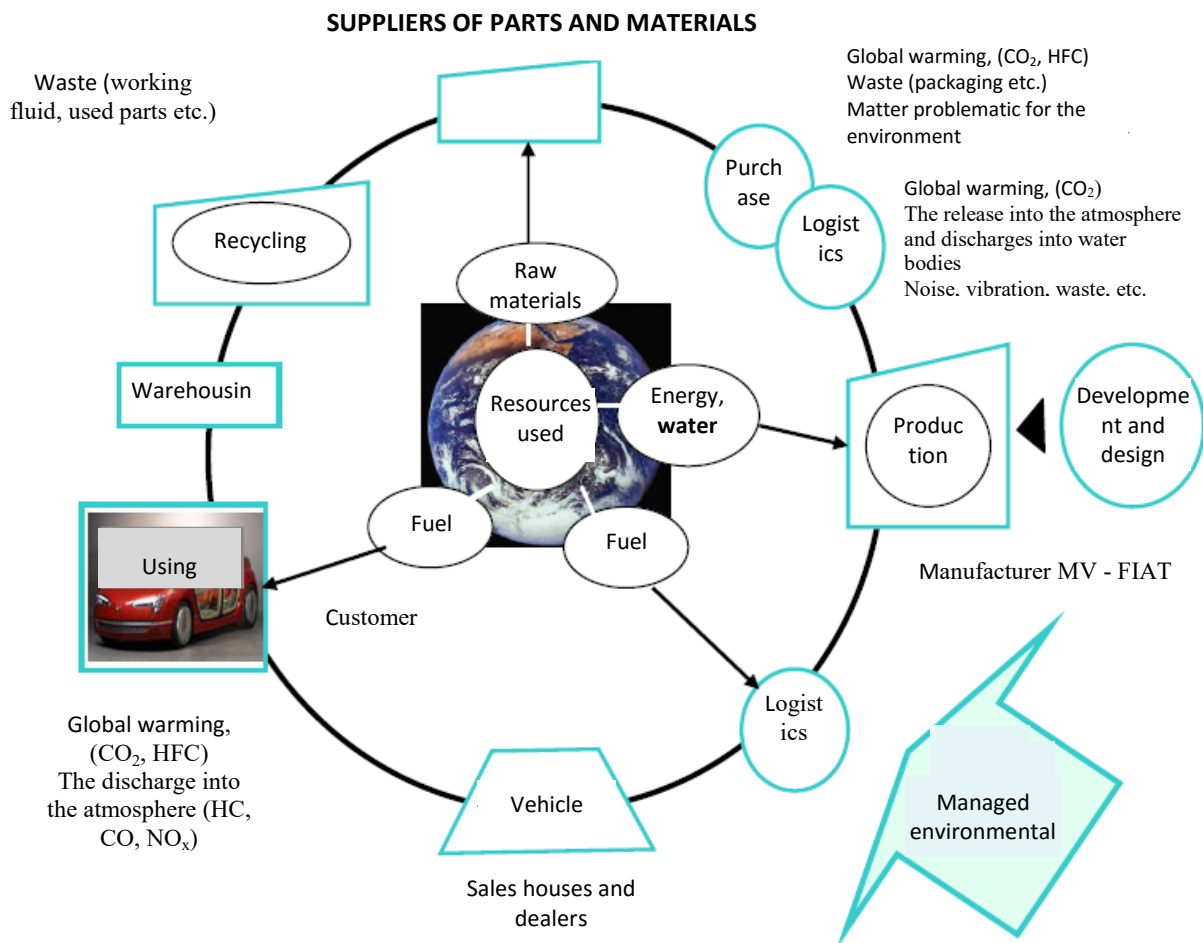 SUPPLIERS OF PARTS AND MATERIALS
Waste (working
fluid, used parts etc.)
Global warming, (CO₂, HFC)
Waste (packaging etc.)
Matter problematic for the
environment
Purch
ase
Logist
ics
Global warming, (CO₂)
The release into the atmosphere
and discharges into water
bodies
Noise, vibration, waste, etc.
Recycling
Raw
materials
Warehousin
Resources
used
Energy,
water
Produc
tion
Developme
nt and
design
Fuel
Fuel
Using
Customer
Manufacturer MV - FIAT
Global warming,
(CO₂, HFC)
The discharge into
the atmosphere (HC,
CO, NOₓ)
Logist
ics
Vehicle
Managed
environmental
Sales houses and
dealers